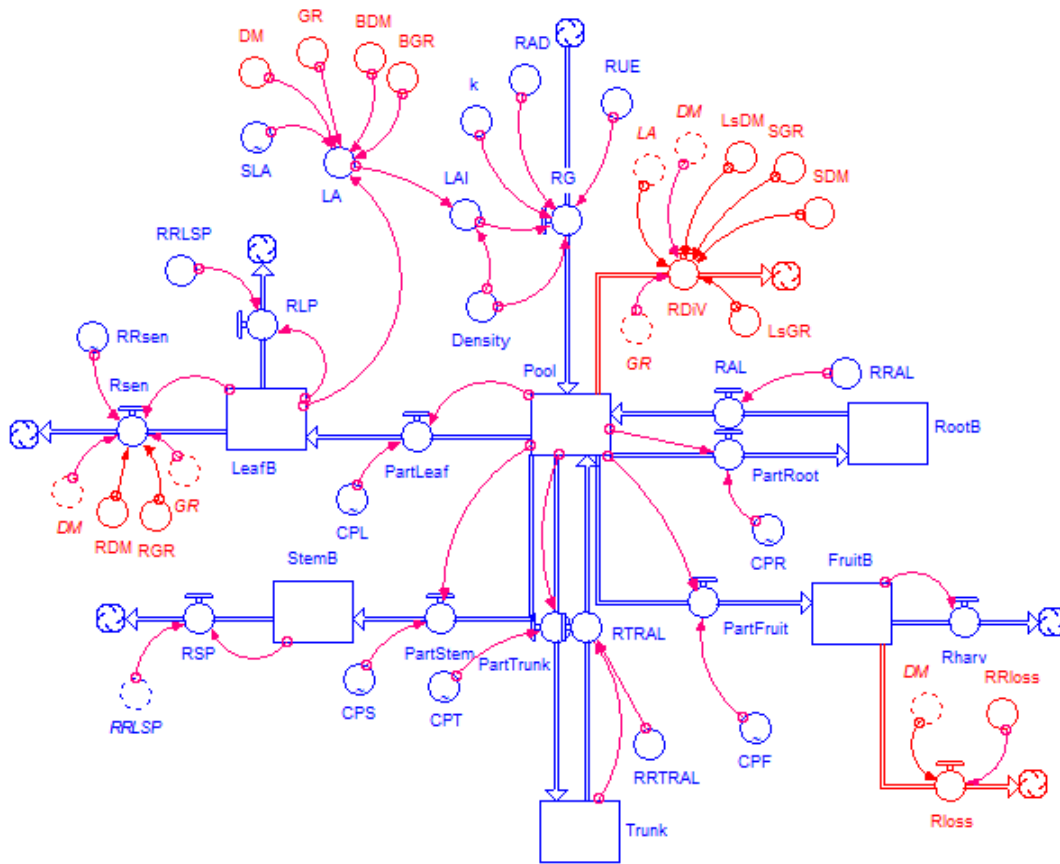 GR
BDM
DM
BGR
RAD
RUE
k
SLA
LA
LAI
RG
LA
DM
LsDM
SGR
SDM
RRLSP
RLP
Density
GR
RDiV
LsGR
RRsen
Rsen
Pool
RAL
RRAL
RootB
LeafB
PartLeaf
PartRoot
DM
RDM
RGR
GR
CPL
CPR
StemB
FruitB
RSP
PartStem
PartTrunk
RTRAL
PartFruit
Rharv
RRLSP
CPS
CPT
RRTRAL
CPF
DM
RRloss
Trunk
Rloss